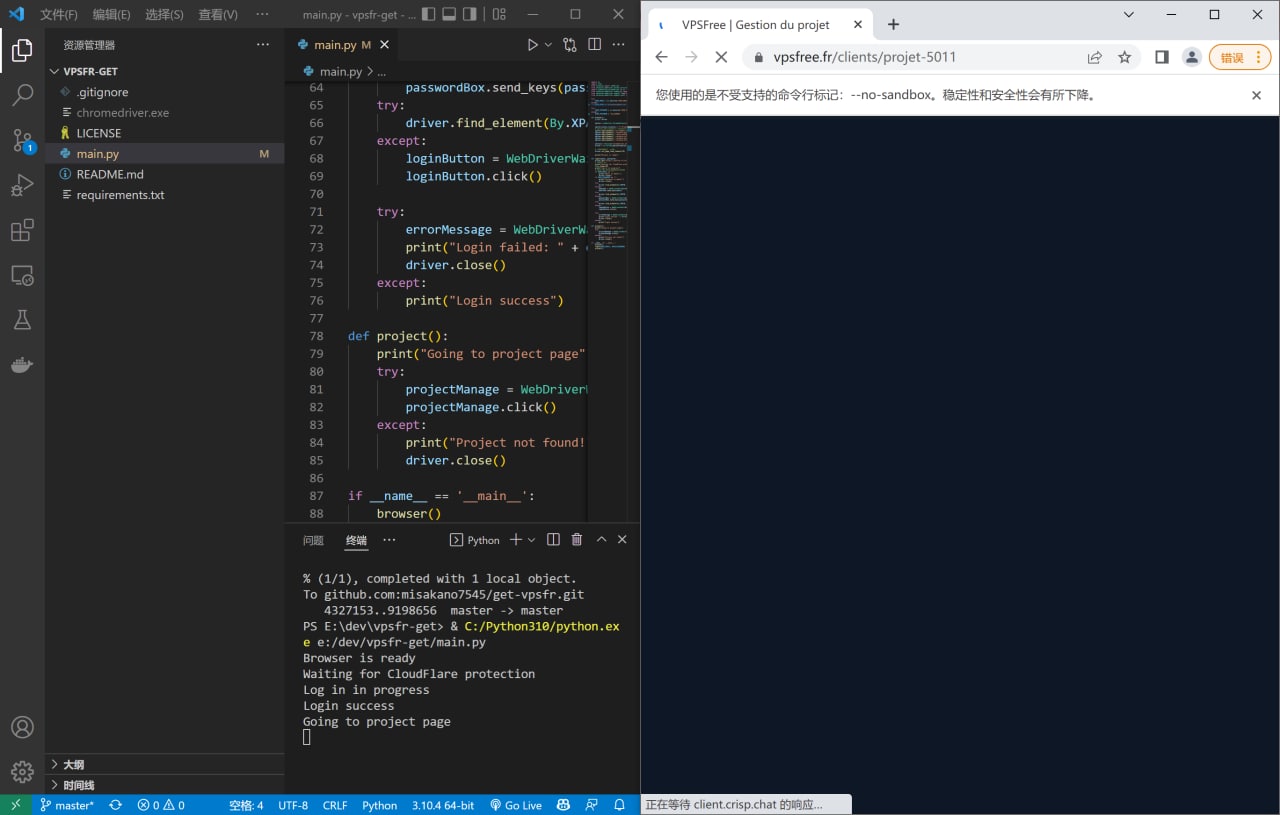 文件(F) 编辑(E) 选择(S) 查看(V) ··· main.py - vpsfr-get - ...
资源管理器 ···
VPSFR-GET
.gitignore
chromedriver.exe
LICENSE
main.py M
README.md
requirements.txt
大纲
时间线
main.py M
main.py > ...
64 passwordBox.send_keys(pas
65 try:
66 driver.find_element(By.XPA
67 except:
68 loginButton = WebDriverWa
69 loginButton.click()
70
71 try:
72 errorMessage = WebDriverWa
73 print("Login failed: " +
74 driver.close()
75 except:
76 print("Login success")
77
78 def project():
79 print("Going to project page"
80 try:
81 projectManage = WebDriverW
82 projectManage.click()
83 except:
84 print("Project not found!
85 driver.close()
86
87 if __name__ == '__main__':
88 browser()
问题 终端 ··· Python
% (1/1), completed with 1 local object.
To github.com:misakano7545/get-vpsfr.git
4327153..9198656 master -> master
PS E:\dev\vpsfr-get> & C:/Python310/python.ex
e e:/dev/vpsfr-get/main.py
Browser is ready
Waiting for CloudFlare protection
Log in in progress
Login success
Going to project page
1
master* 0 0 空格: 4 UTF-8 CRLF Python 3.10.4 64-bit Go Live
VPSFree | Gestion du projet
vpsfree.fr/clients/projet-5011 错误
您使用的是不受支持的命令行标记：--no-sandbox。稳定性和安全性会有所下降。
正在等待 client.crisp.chat 的响应...